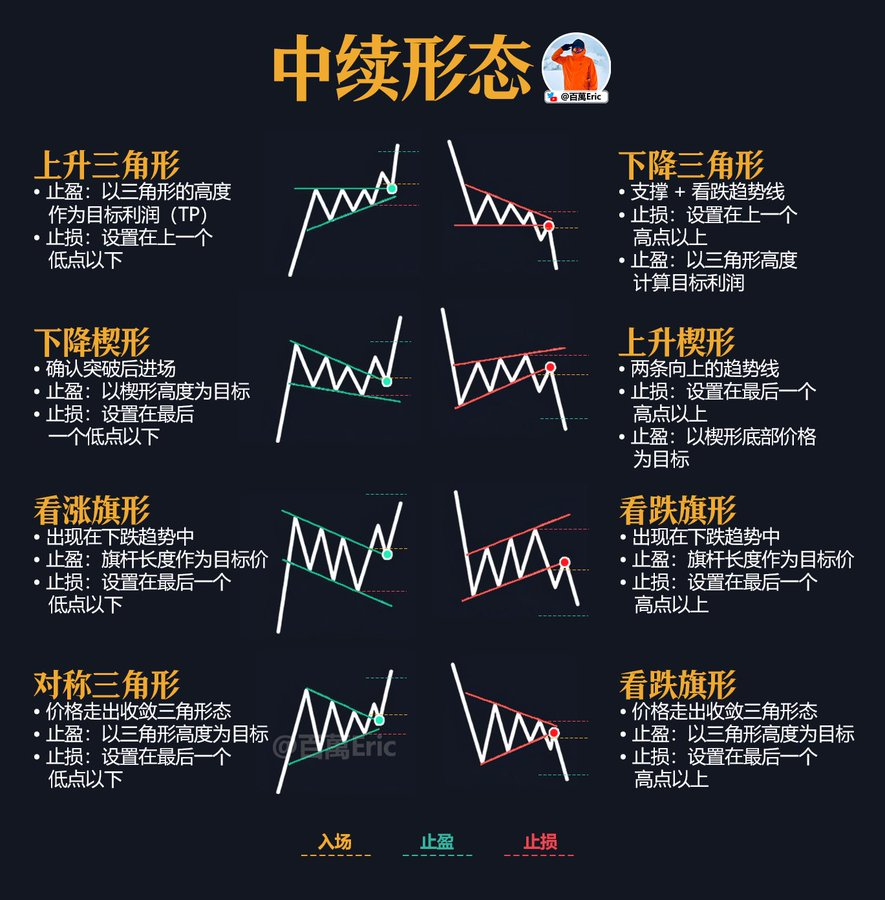 中续形态
@百萬Eric
上升三角形
• 止盈：以三角形的高度
作为目标利润（TP）
• 止损：设置在上一个
低点以下
下降三角形
• 支撑 + 看跌趋势线
• 止损：设置在上一个
高点以上
• 止盈：以三角形高度
计算目标利润
下降楔形
• 确认突破后进场
• 止盈：以楔形高度为目标
• 止损：设置在最后
一个低点以下
上升楔形
• 两条向上的趋势线
• 止损：设置在最后一个
高点以上
• 止盈：以楔形底部价格
为目标
看涨旗形
• 出现在下跌趋势中
• 止盈：旗杆长度作为目标价
• 止损：设置在最后一个
低点以下
看跌旗形
• 出现在下跌趋势中
• 止盈：旗杆长度作为目标价
• 止损：设置在最后一个
高点以上
对称三角形
• 价格走出收敛三角形态
• 止盈：以三角形高度为目标
• 止损：设置在最后一个
低点以下
@百萬Eric
看跌旗形
• 价格走出收敛三角形态
• 止盈：以三角形高度为目标
• 止损：设置在最后一个
高点以上
入场 止盈 止损